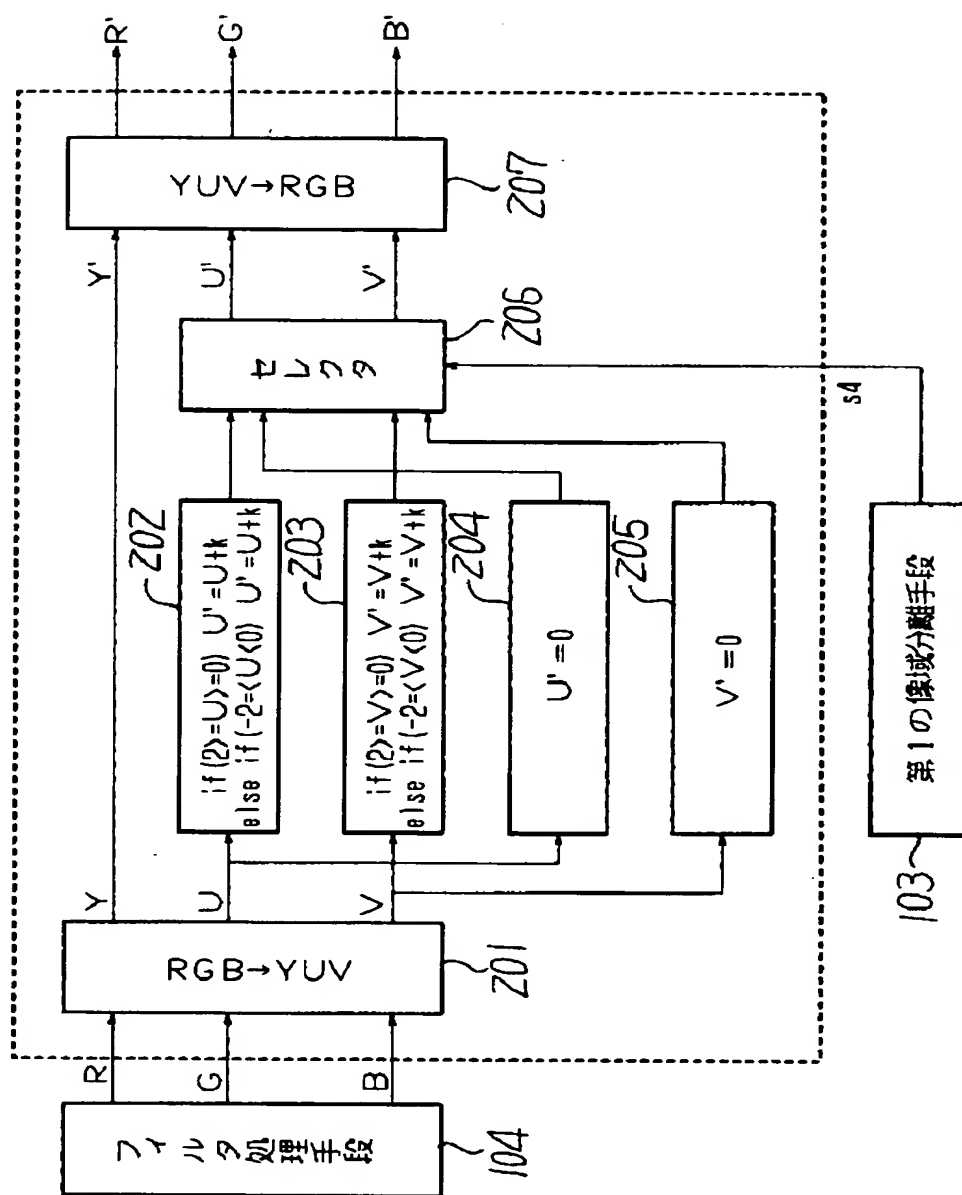 フィルタ処理手段
104
R
G
B
RGB→YUV
201
Y
U
V
if(2>=U>=0) U'=U+k
else if(-2=<U<0) U'=U+k
202
if(2>=V>=0) V'=V+k
else if(-2=<V<0) V'=V+k
203
U'=0
204
V'=0
205
セレクタ
206
Y'
U'
V'
YUV→RGB
207
R'
G'
B'
第1の像域分離手段
103
s4